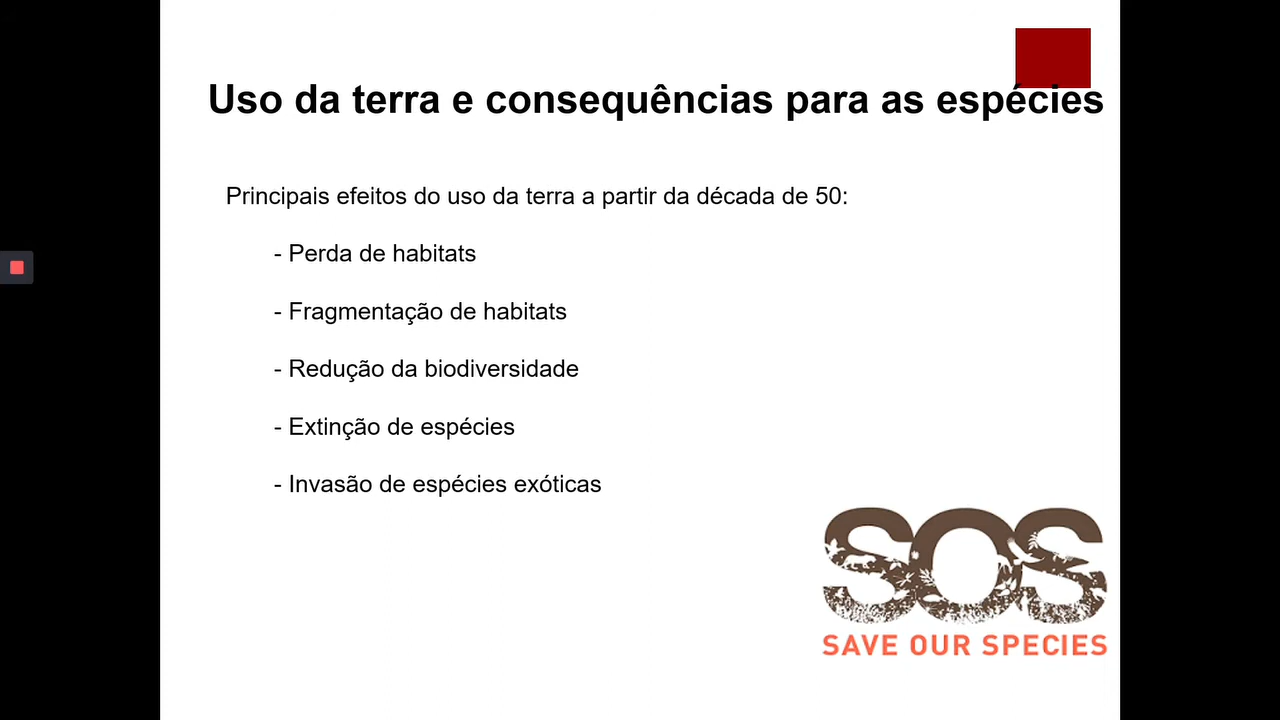 Uso da terra e consequências para as espécies
Principais efeitos do uso da terra a partir da década de 50:
- Perda de habitats
- Fragmentação de habitats
- Redução da biodiversidade
- Extinção de espécies
- Invasão de espécies exóticas
SOS
SAVE OUR SPECIES